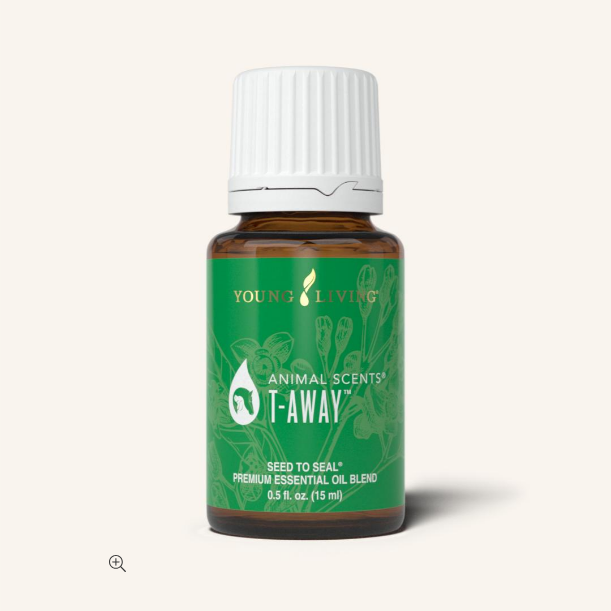 YOUNG LIVING®
ANIMAL SCENTS®
T-AWAY™
SEED TO SEAL®
PREMIUM ESSENTIAL OIL BLEND
0.5 fl. oz. (15 ml)